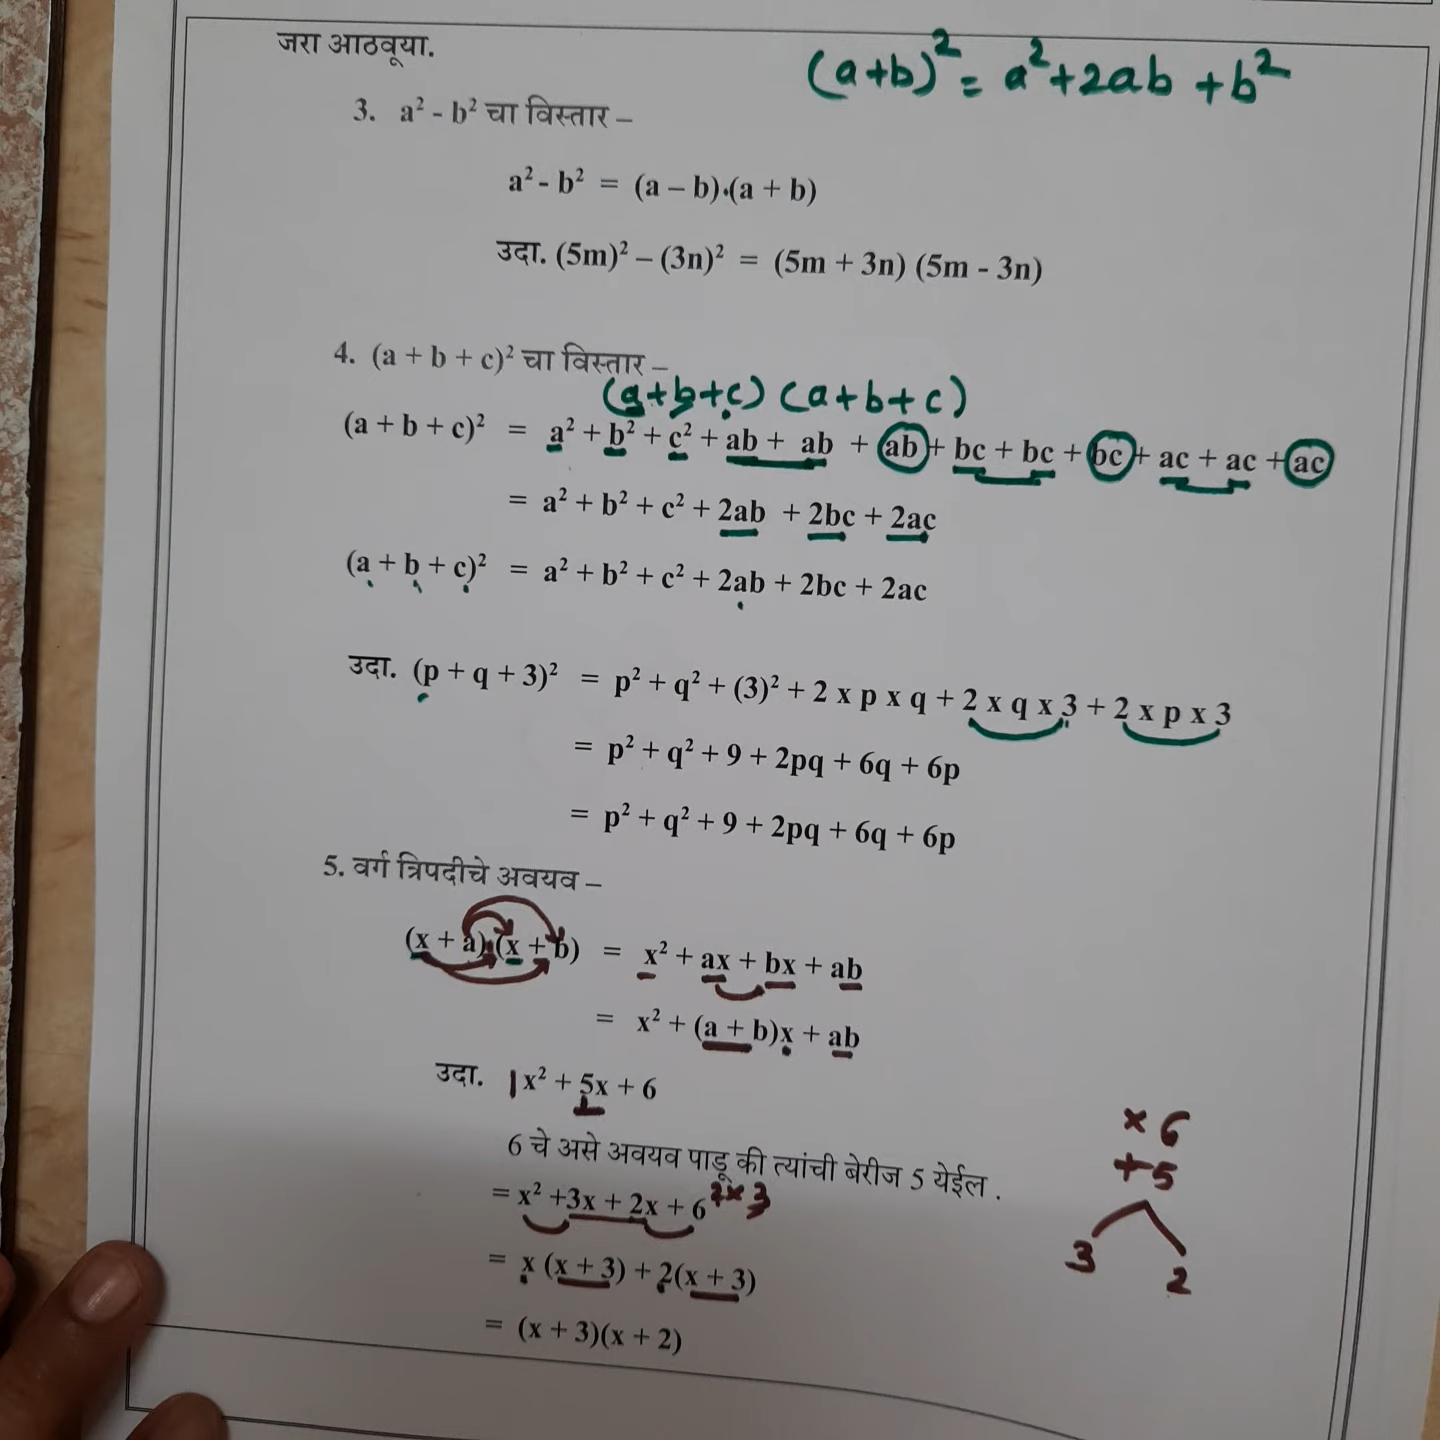 जरा आठवूया.
(a+b)² = a²+2ab +b²
3. a² - b² चा विस्तार –
a² - b² = (a – b).(a + b)
उदा. (5m)² – (3n)² = (5m + 3n) (5m - 3n)
4. (a + b + c)² चा विस्तार –
(a+b+c) (a+b+c)
(a + b + c)² = a² + b² + c² + ab + ab + ab + bc + bc + bc + ac + ac + ac
= a² + b² + c² + 2ab + 2bc + 2ac
(a + b + c)² = a² + b² + c² + 2ab + 2bc + 2ac
उदा. (p + q + 3)² = p² + q² + (3)² + 2 x p x q + 2 x q x 3 + 2 x p x 3
= p² + q² + 9 + 2pq + 6q + 6p
= p² + q² + 9 + 2pq + 6q + 6p
5. वर्ग त्रिपदीचे अवयव –
(x + a).(x + b) = x² + ax + bx + ab
= x² + (a + b)x + ab
उदा. 1x² + 5x + 6
× 6
+5
3 2
6 चे असे अवयव पाडू की त्यांची बेरीज 5 येईल .
= x² +3x + 2x + 6 2×3
= x (x + 3) + 2(x + 3)
= (x + 3)(x + 2)